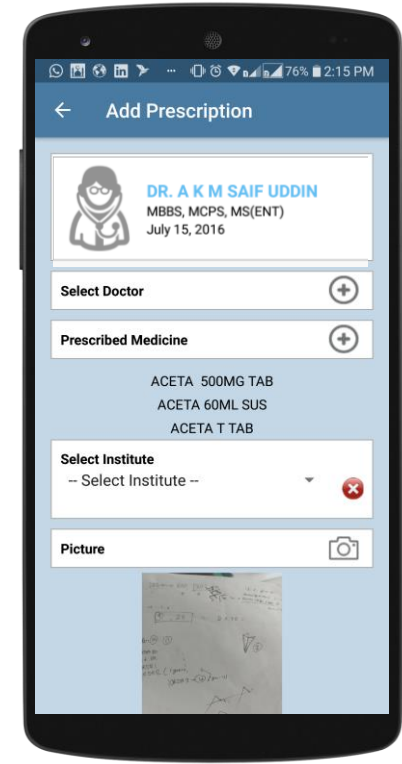 76% 2:15 PM
Add Prescription
DR. A K M SAIF UDDIN
MBBS, MCPS, MS(ENT)
July 15, 2016
Select Doctor
Prescribed Medicine
ACETA 500MG TAB
ACETA 60ML SUS
ACETA T TAB
Select Institute
-- Select Institute --
Picture